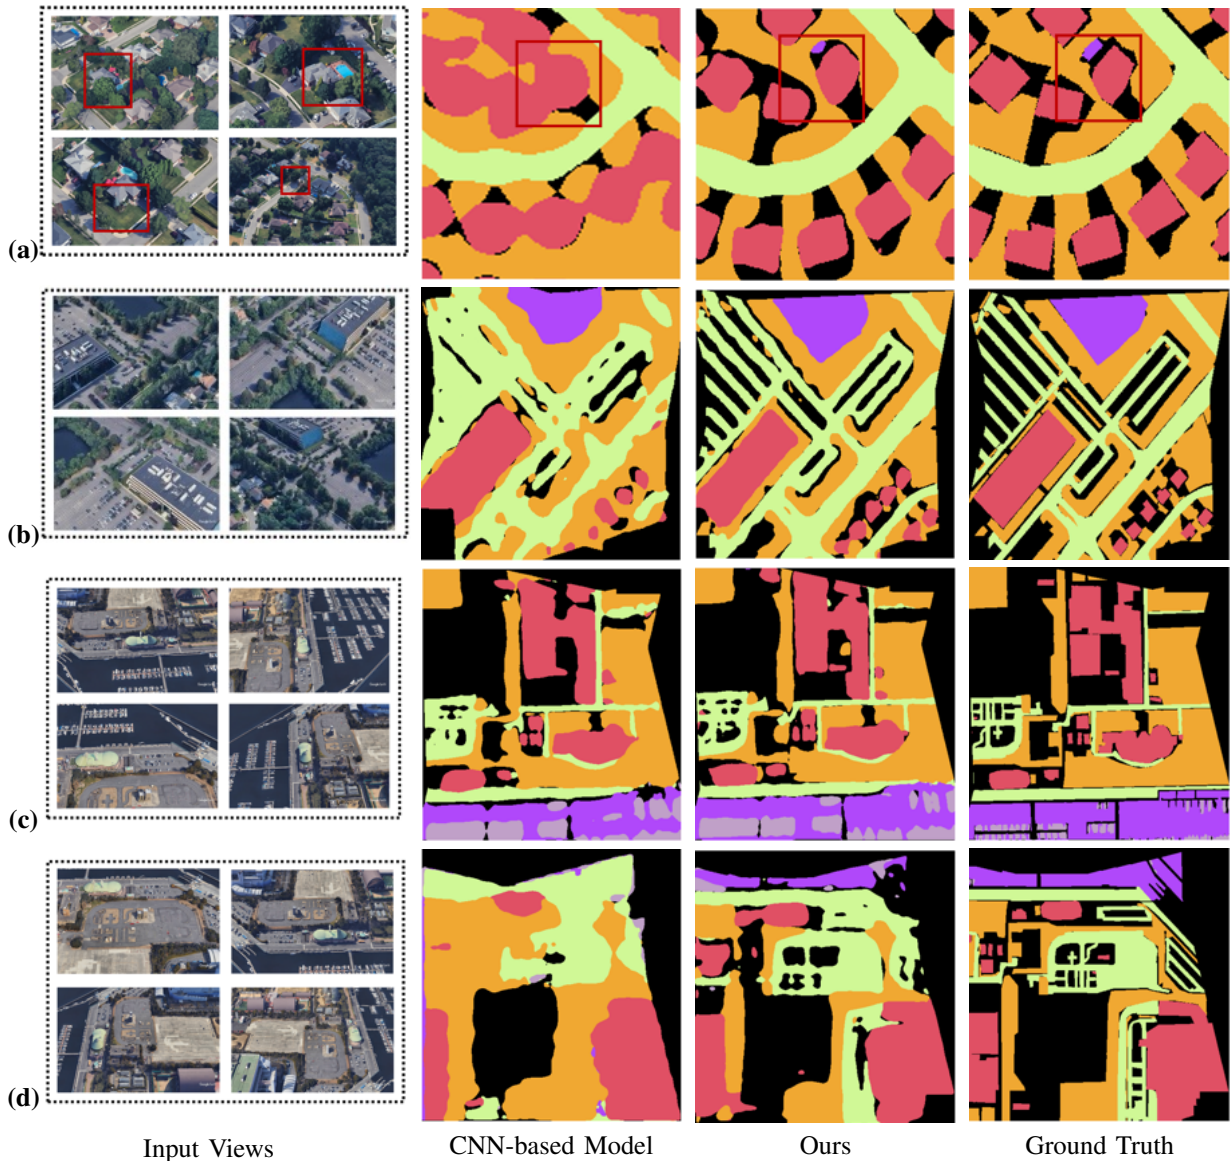 (a)
(b)
(c)
(d)
Input Views
CNN-based Model
Ours
Ground Truth